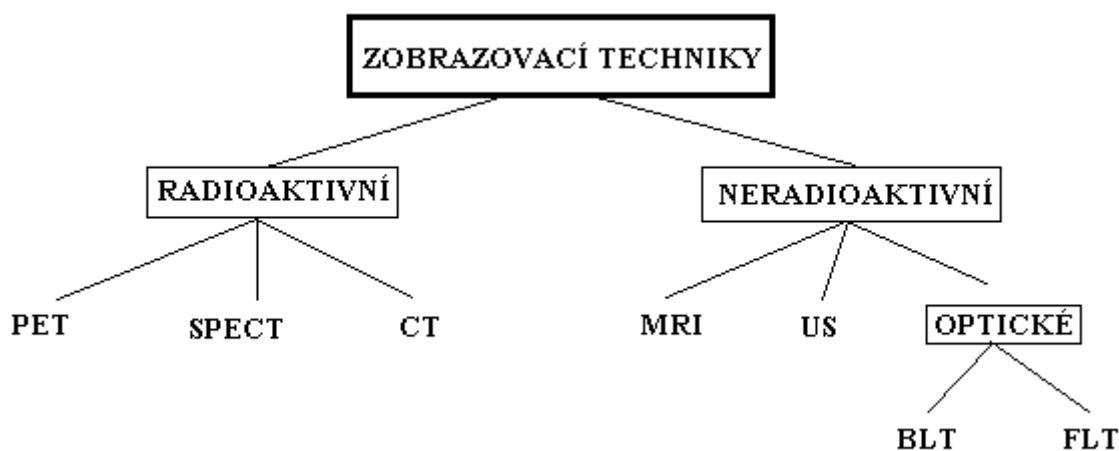 ZOBRAZOVACÍ TECHNIKY
RADIOAKTIVNÍ
NERADIOAKTIVNÍ
PET
SPECT
CT
MRI
US
OPTICKÉ
BLT
FLT